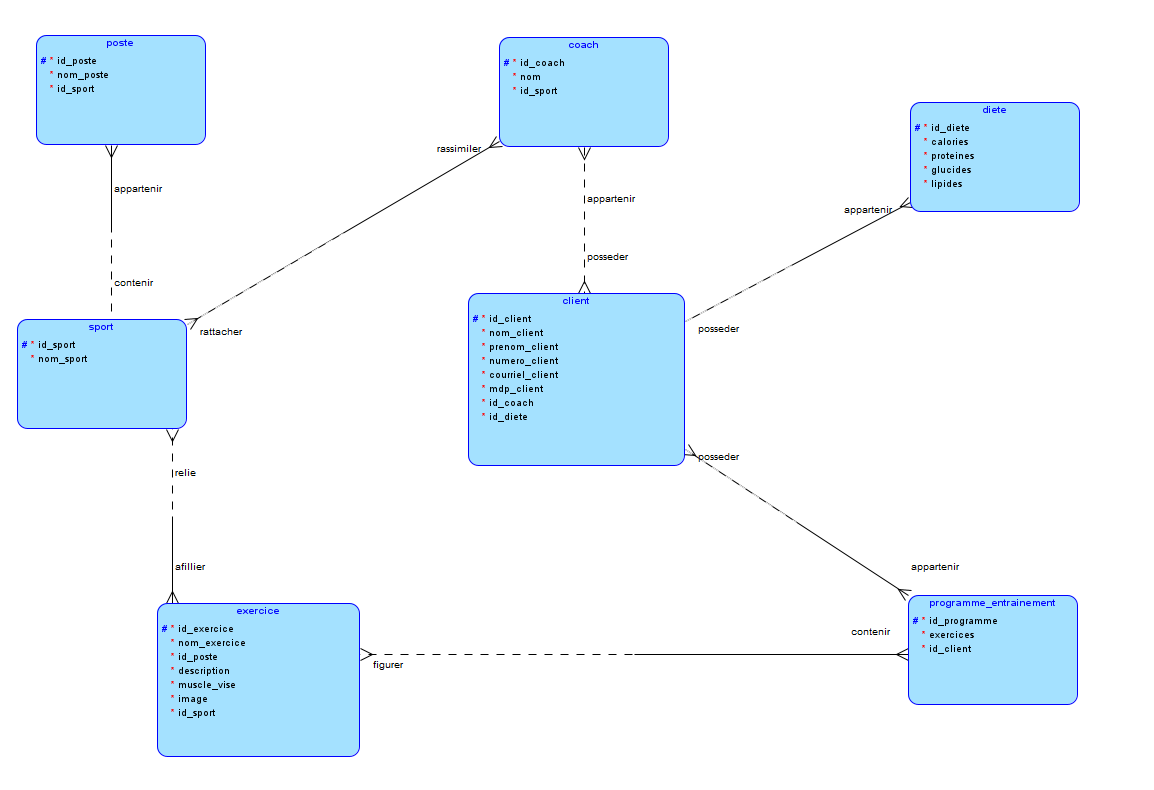 poste
# * id_poste
* nom_poste
* id_sport
coach
# * id_coach
* nom
* id_sport
diete
# * id_diete
* calories
* proteines
* glucides
* lipides
rassimiler
appartenir
appartenir
appartenir
posseder
contenir
rattacher
posseder
sport
# * id_sport
* nom_sport
client
# * id_client
* nom_client
* prenom_client
* numero_client
* courriel_client
* mdp_client
* id_coach
* id_diete
posseder
relie
afillier
appartenir
exercice
# * id_exercice
* nom_exercice
* id_poste
* description
* muscle_vise
* image
* id_sport
figurer
contenir
programme_entrainement
# * id_programme
* exercices
* id_client